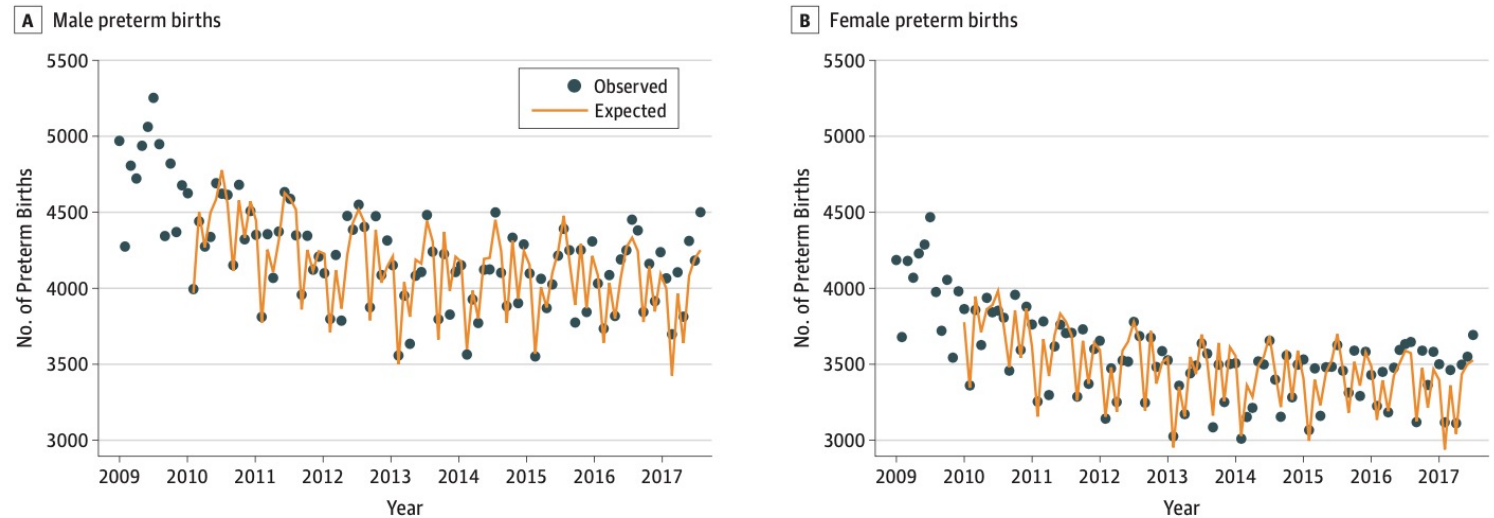 A Male preterm births
5500
5000
4500
4000
3500
3000
No. of Preterm Births
Observed
Expected
2009 2010 2011 2012 2013 2014 2015 2016 2017
Year
B Female preterm births
5500
5000
4500
4000
3500
3000
No. of Preterm Births
2009 2010 2011 2012 2013 2014 2015 2016 2017
Year